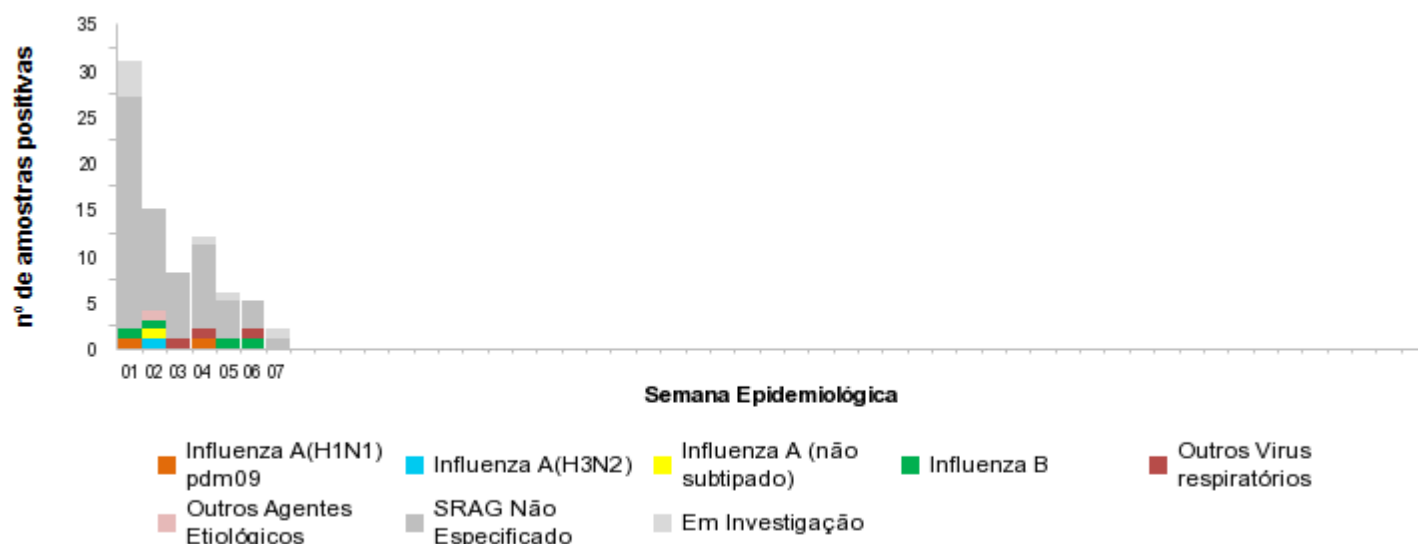 35
30
25
20
15
10
5
0
nº de amostras positivas
01 02 03 04 05 06 07
Semana Epidemiológica
Influenza A(H1N1)
pdm09
Influenza A(H3N2)
Influenza A (não
subtipado)
Influenza B
Outros Virus
respiratórios
Outros Agentes
Etiológicos
SRAG Não
Especificado
Em Investigação